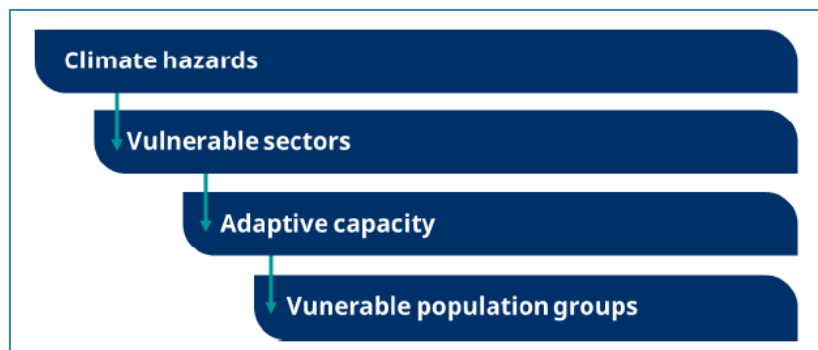 Climate hazards
Vulnerable sectors
Adaptive capacity
Vunerable population groups